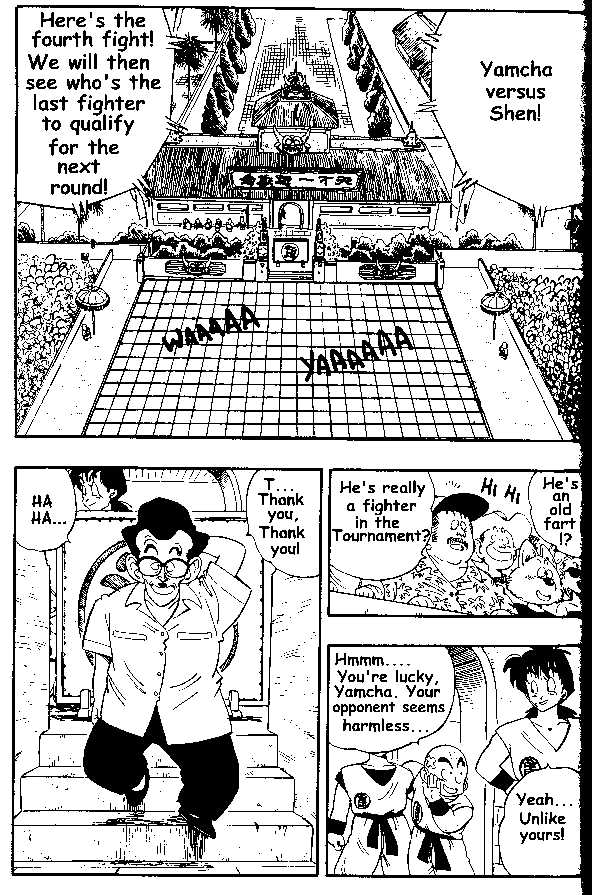 Here's the
fourth fight!
We will then
see who's the
last fighter
to qualify
for the
next
round!
Yamcha
versus
Shen!
WAAAAA
YAAAAAA
HA
HA...
T...
Thank
you,
Thank
you!
He's really
a fighter
in the
Tournament?
HI HI
He's
an
old
fart
!?
Hmmm....
You're lucky,
Yamcha. Your
opponent seems
harmless...
Yeah...
Unlike
yours!